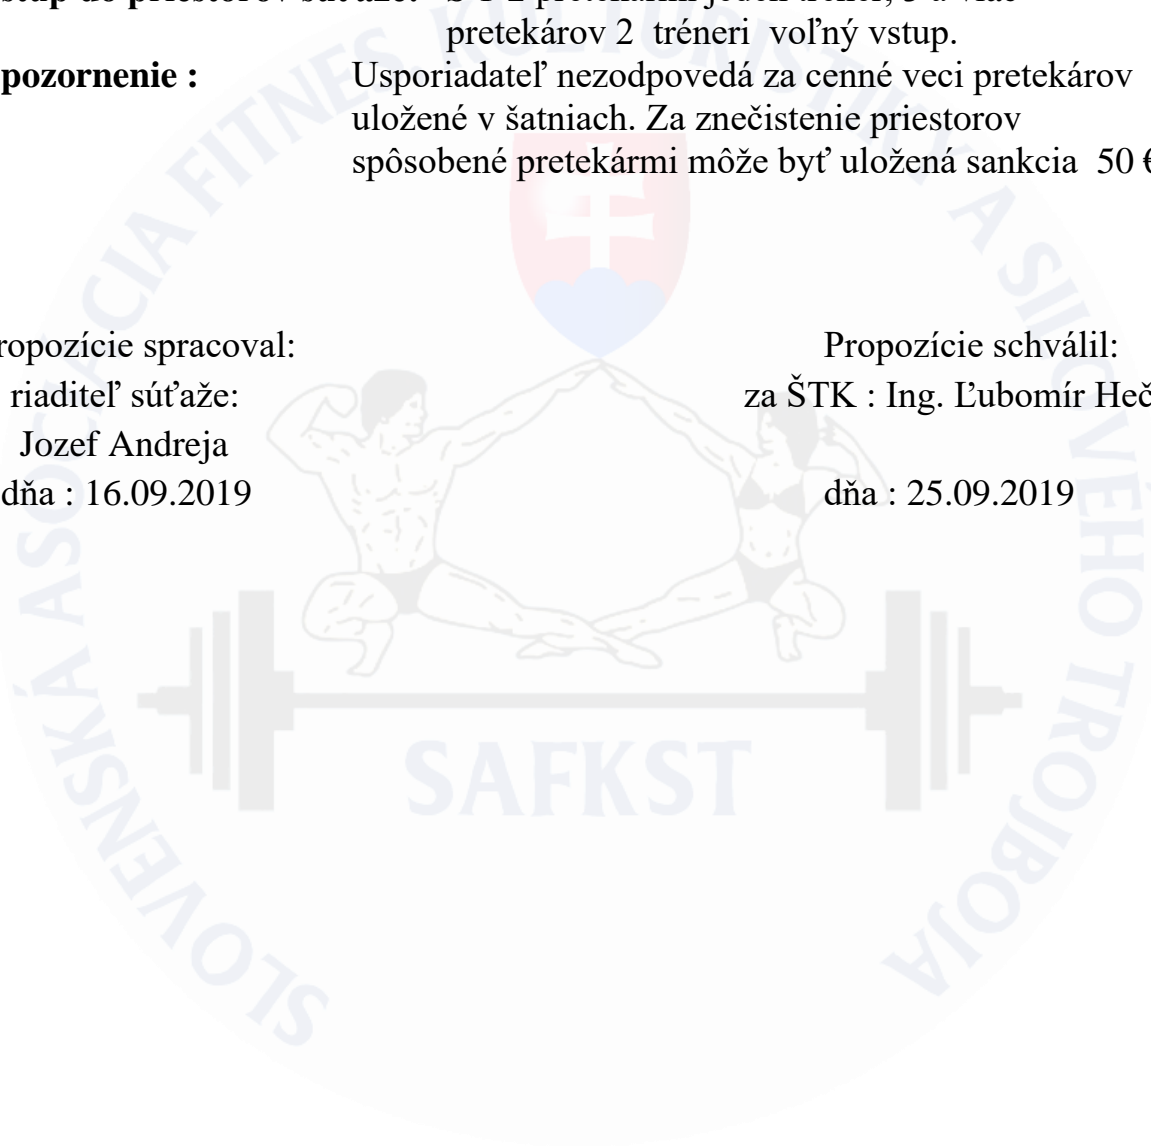 pretekárov 2 tréneri voľný vstup.
pozornenie : Usporiadateľ nezodpovedá za cenné veci pretekárov
uložené v šatniach. Za znečistenie priestorov
spôsobené pretekármi môže byť uložená sankcia 50 €
ropozície spracoval: Propozície schválil:
riaditeľ súťaže: za ŠTK : Ing. Ľubomír Heč
Jozef Andreja
dňa : 16.09.2019 dňa : 25.09.2019
SLOVENSKÁ ASOCIÁCIA FITNES KULTURISTIKY A SILOVÉHO TROJBOJA
SAFKST